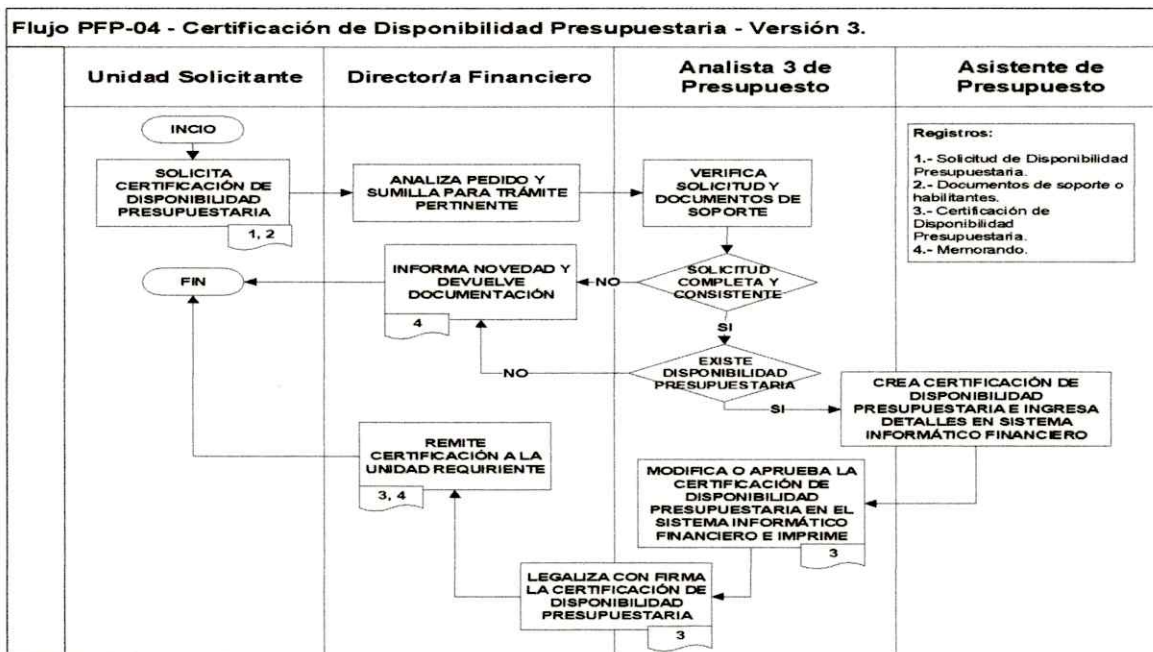 Flujo PFP-04 - Certificación de Disponibilidad Presupuestaria - Versión 3.
Unidad Solicitante
Director/a Financiero
Analista 3 de
Presupuesto
Asistente de
Presupuesto
INCIO
SOLICITA
CERTIFICACIÓN DE
DISPONIBILIDAD
PRESUPUESTARIA
1, 2
ANALIZA PEDIDO Y
SUMILLA PARA TRÁMITE
PERTINENTE
VERIFICA
SOLICITUD Y
DOCUMENTOS DE
SOPORTE
Registros:
1.- Solicitud de Disponibilidad
Presupuestaria.
2.- Documentos de soporte o
habilitantes.
3.- Certificación de
Disponibilidad
Presupuestaria.
4.- Memorando.
FIN
INFORMA NOVEDAD Y
DEVUELVE
DOCUMENTACIÓN
4
NO
SOLICITUD
COMPLETA Y
CONSISTENTE
SI
NO
EXISTE
DISPONIBILIDAD
PRESUPUESTARIA
SI
CREA CERTIFICACIÓN DE
DISPONIBILIDAD
PRESUPUESTARIA E INGRESA
DETALLES EN SISTEMA
INFORMÁTICO FINANCIERO
REMITE
CERTIFICACIÓN A LA
UNIDAD REQUIRIENTE
3, 4
MODIFICA O APRUEBA LA
CERTIFICACIÓN DE
DISPONIBILIDAD
PRESUPUESTARIA EN EL
SISTEMA INFORMÁTICO
FINANCIERO E IMPRIME
3
LEGALIZA CON FIRMA
LA CERTIFICACIÓN DE
DISPONIBILIDAD
PRESUPUESTARIA
3